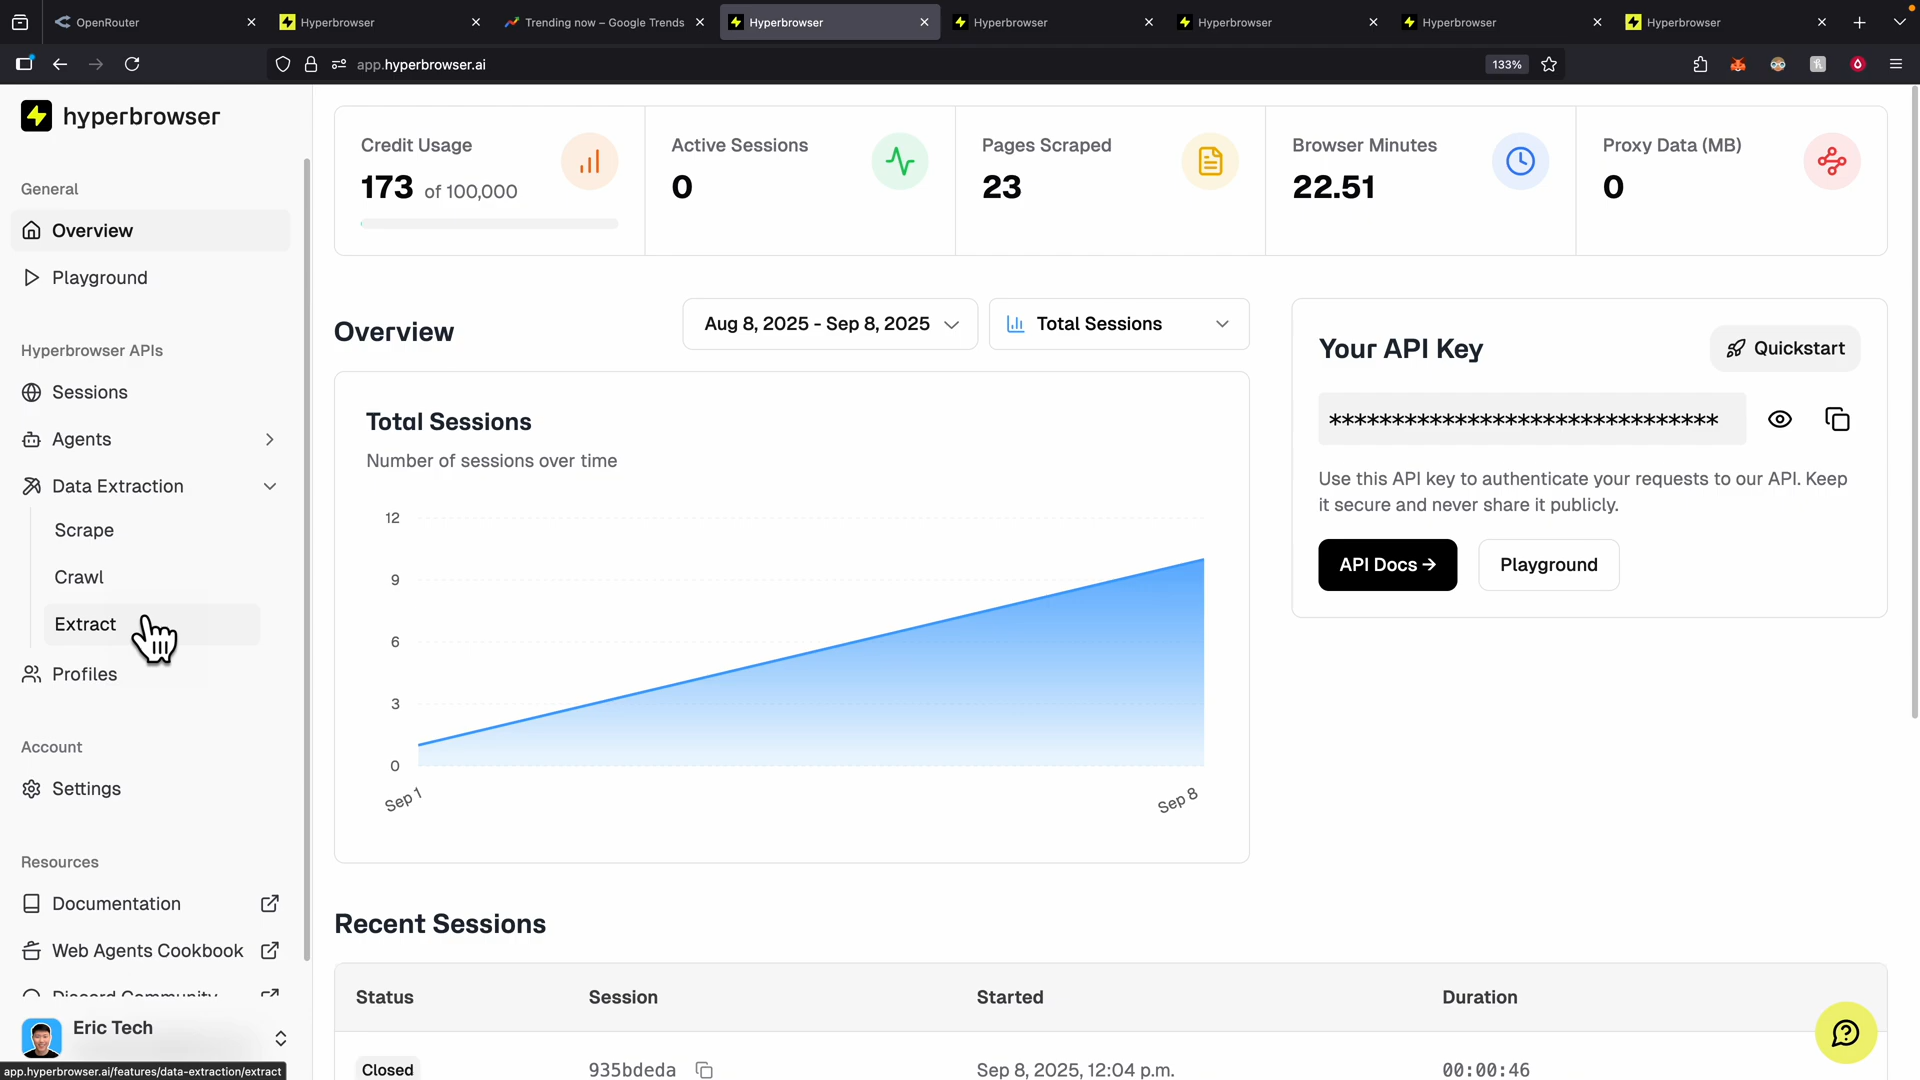 OpenRouter
Hyperbrowser
Trending now – Google Trends
Hyperbrowser
Hyperbrowser
Hyperbrowser
Hyperbrowser
Hyperbrowser
app.hyperbrowser.ai
133%
hyperbrowser
General
Overview
Playground
Hyperbrowser APIs
Sessions
Agents
Data Extraction
Scrape
Crawl
Extract
Profiles
Account
Settings
Resources
Documentation
Web Agents Cookbook
Discord Community
Eric Tech
app.hyperbrowser.ai/features/data-extraction/extract
Credit Usage
173 of 100,000
Active Sessions
0
Pages Scraped
23
Browser Minutes
22.51
Proxy Data (MB)
0
Overview
Aug 8, 2025 - Sep 8, 2025
Total Sessions
Total Sessions
Number of sessions over time
12
9
6
3
0
Sep 1
Sep 8
Your API Key
Quickstart
*******************************
Use this API key to authenticate your requests to our API. Keep
it secure and never share it publicly.
API Docs →
Playground
Recent Sessions
Status Session Started Duration
Closed 935bdeda Sep 8, 2025, 12:04 p.m. 00:00:46